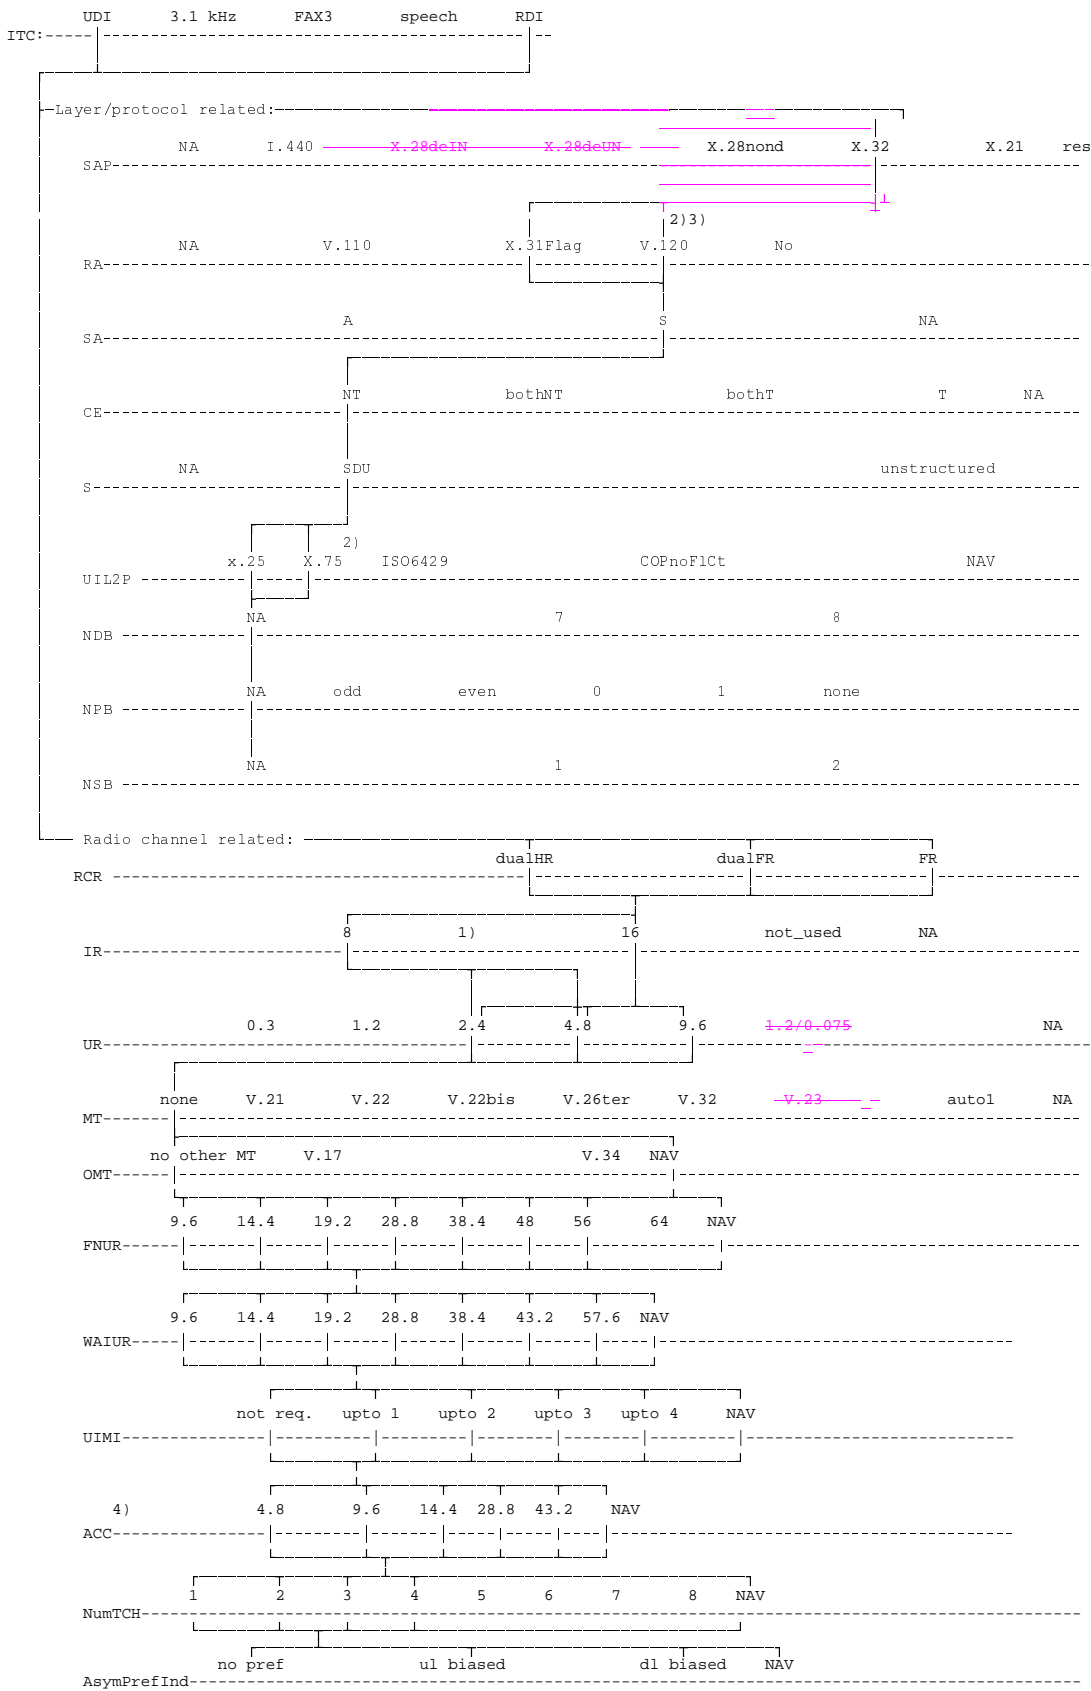 UDI 3.1 kHz FAX3 speech RDI
ITC:
Layer/protocol related:
NA I.440 X.28deIN X.28deUN X.28nond X.32 X.21 res
SAP
2)3)
NA V.110 X.31Flag V.120 No
RA
A S NA
SA
NT bothNT bothT T NA
CE
NA SDU unstructured
S
2)
x.25 X.75 ISO6429 COPnoFlCt NAV
UIL2P
NA 7 8
NDB
NA odd even 0 1 none
NPB
NA 1 2
NSB
Radio channel related:
dualHR dualFR FR
RCR
8 1) 16 not_used NA
IR
0.3 1.2 2.4 4.8 9.6 1.2/0.075 NA
UR
none V.21 V.22 V.22bis V.26ter V.32 V.23 auto1 NA
MT
no other MT V.17 V.34 NAV
OMT
9.6 14.4 19.2 28.8 38.4 48 56 64 NAV
FNUR
9.6 14.4 19.2 28.8 38.4 43.2 57.6 NAV
WAIUR
not req. upto 1 upto 2 upto 3 upto 4 NAV
UIMI
4) 4.8 9.6 14.4 28.8 43.2 NAV
ACC
1 2 3 4 5 6 7 8 NAV
NumTCH
no pref ul biased dl biased NAV
AsymPrefInd